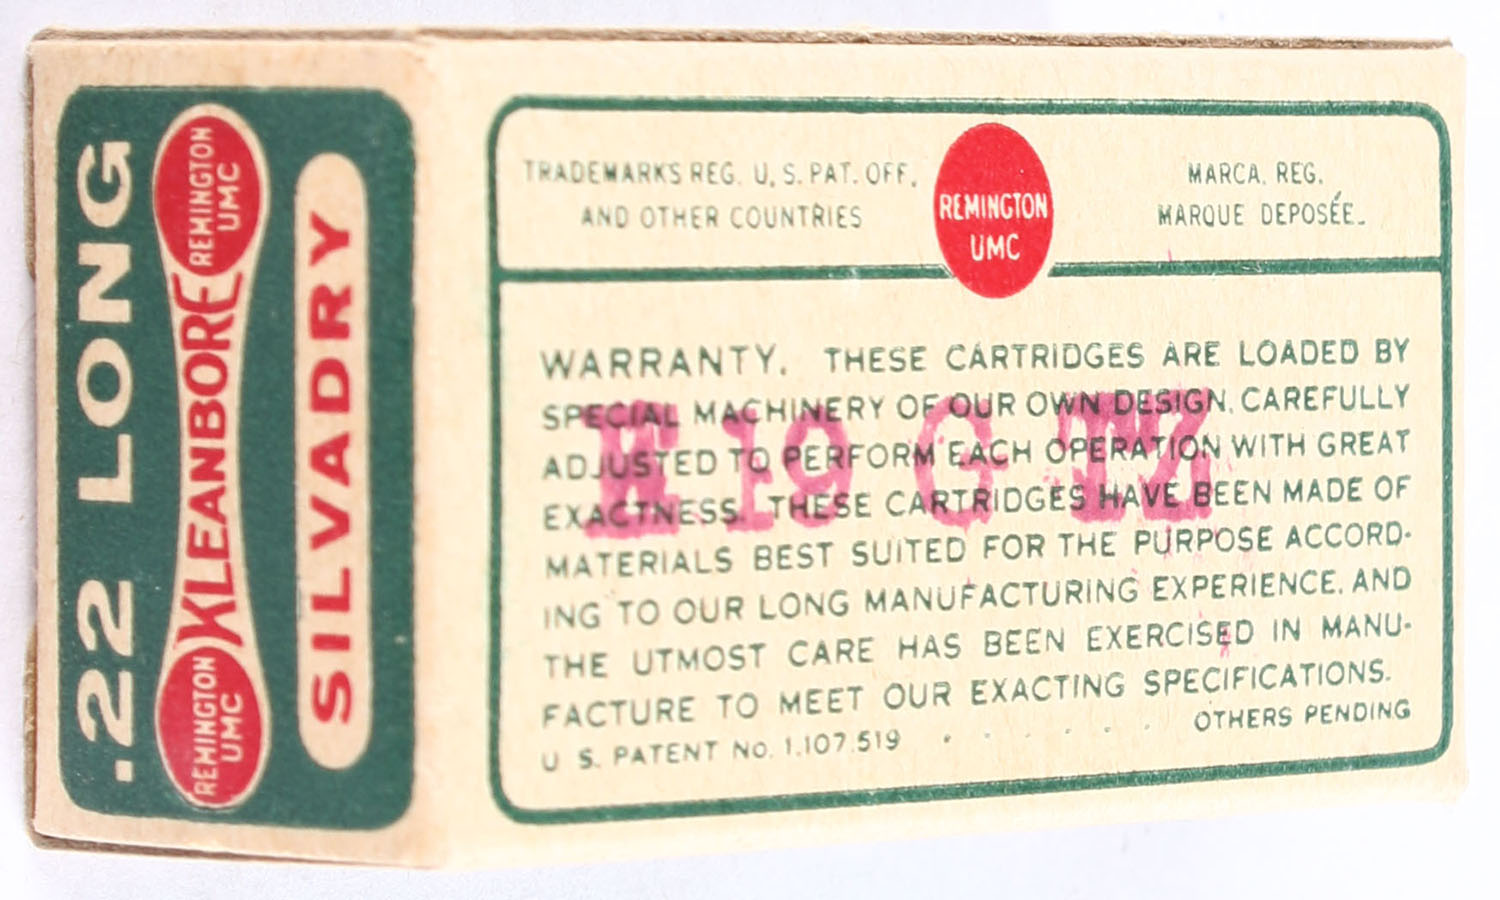 .22 LONG
REMINGTON
UMC
KLEANBORE
REMINGTON
UMC
SILVADRY
TRADEMARKS REG. U.S. PAT. OFF.
AND OTHER COUNTRIES
REMINGTON
UMC
MARCA. REG.
MARQUE DEPOSÉE.
WARRANTY. THESE CARTRIDGES ARE LOADED BY
SPECIAL MACHINERY OF OUR OWN DESIGN. CAREFULLY
ADJUSTED TO PERFORM EACH OPERATION WITH GREAT
EXACTNESS. THESE CARTRIDGES HAVE BEEN MADE OF
MATERIALS BEST SUITED FOR THE PURPOSE ACCORD-
ING TO OUR LONG MANUFACTURING EXPERIENCE, AND
THE UTMOST CARE HAS BEEN EXERCISED IN MANU-
FACTURE TO MEET OUR EXACTING SPECIFICATIONS.
U S. PATENT No. 1.107.519 . . . . . . OTHERS PENDING